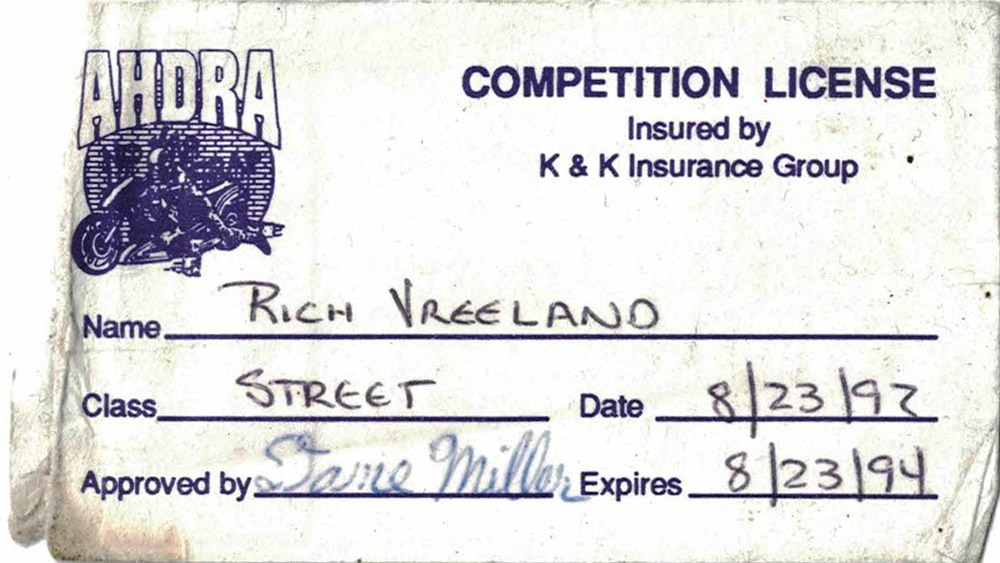 AHDRA
COMPETITION LICENSE
Insured by
K & K Insurance Group
Name RICH VREELAND
Class STREET Date 8/23/92
Approved by Miller Expires 8/23/94